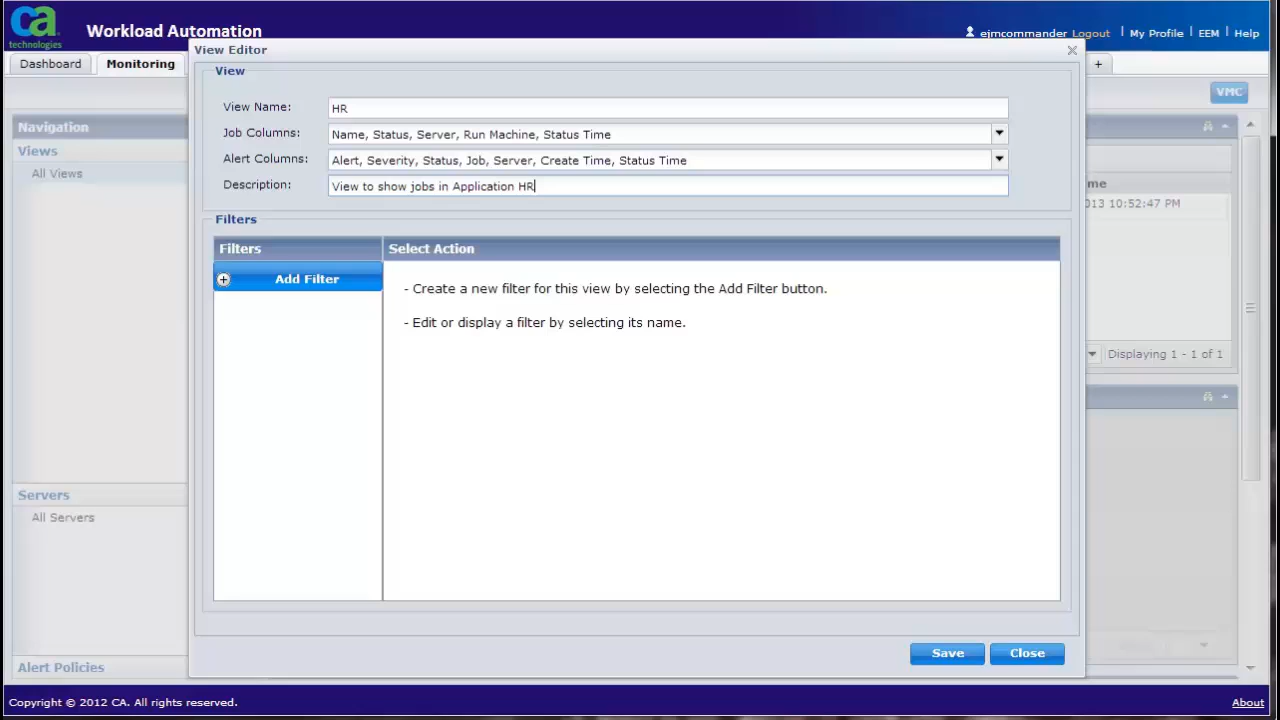 ca
technologies
Workload Automation
ejmcommander Logout My Profile EEM Help
Dashboard Monitoring +
View Editor
View
VMC
View Name: HR
Job Columns: Name, Status, Server, Run Machine, Status Time
Alert Columns: Alert, Severity, Status, Job, Server, Create Time, Status Time
Description: View to show jobs in Application HR
Navigation
Views
All Views
me
013 10:52:47 PM
Filters
Filters Select Action
Add Filter
- Create a new filter for this view by selecting the Add Filter button.
- Edit or display a filter by selecting its name.
Displaying 1 - 1 of 1
Servers
All Servers
Save Close
Alert Policies
Copyright © 2012 CA. All rights reserved. About